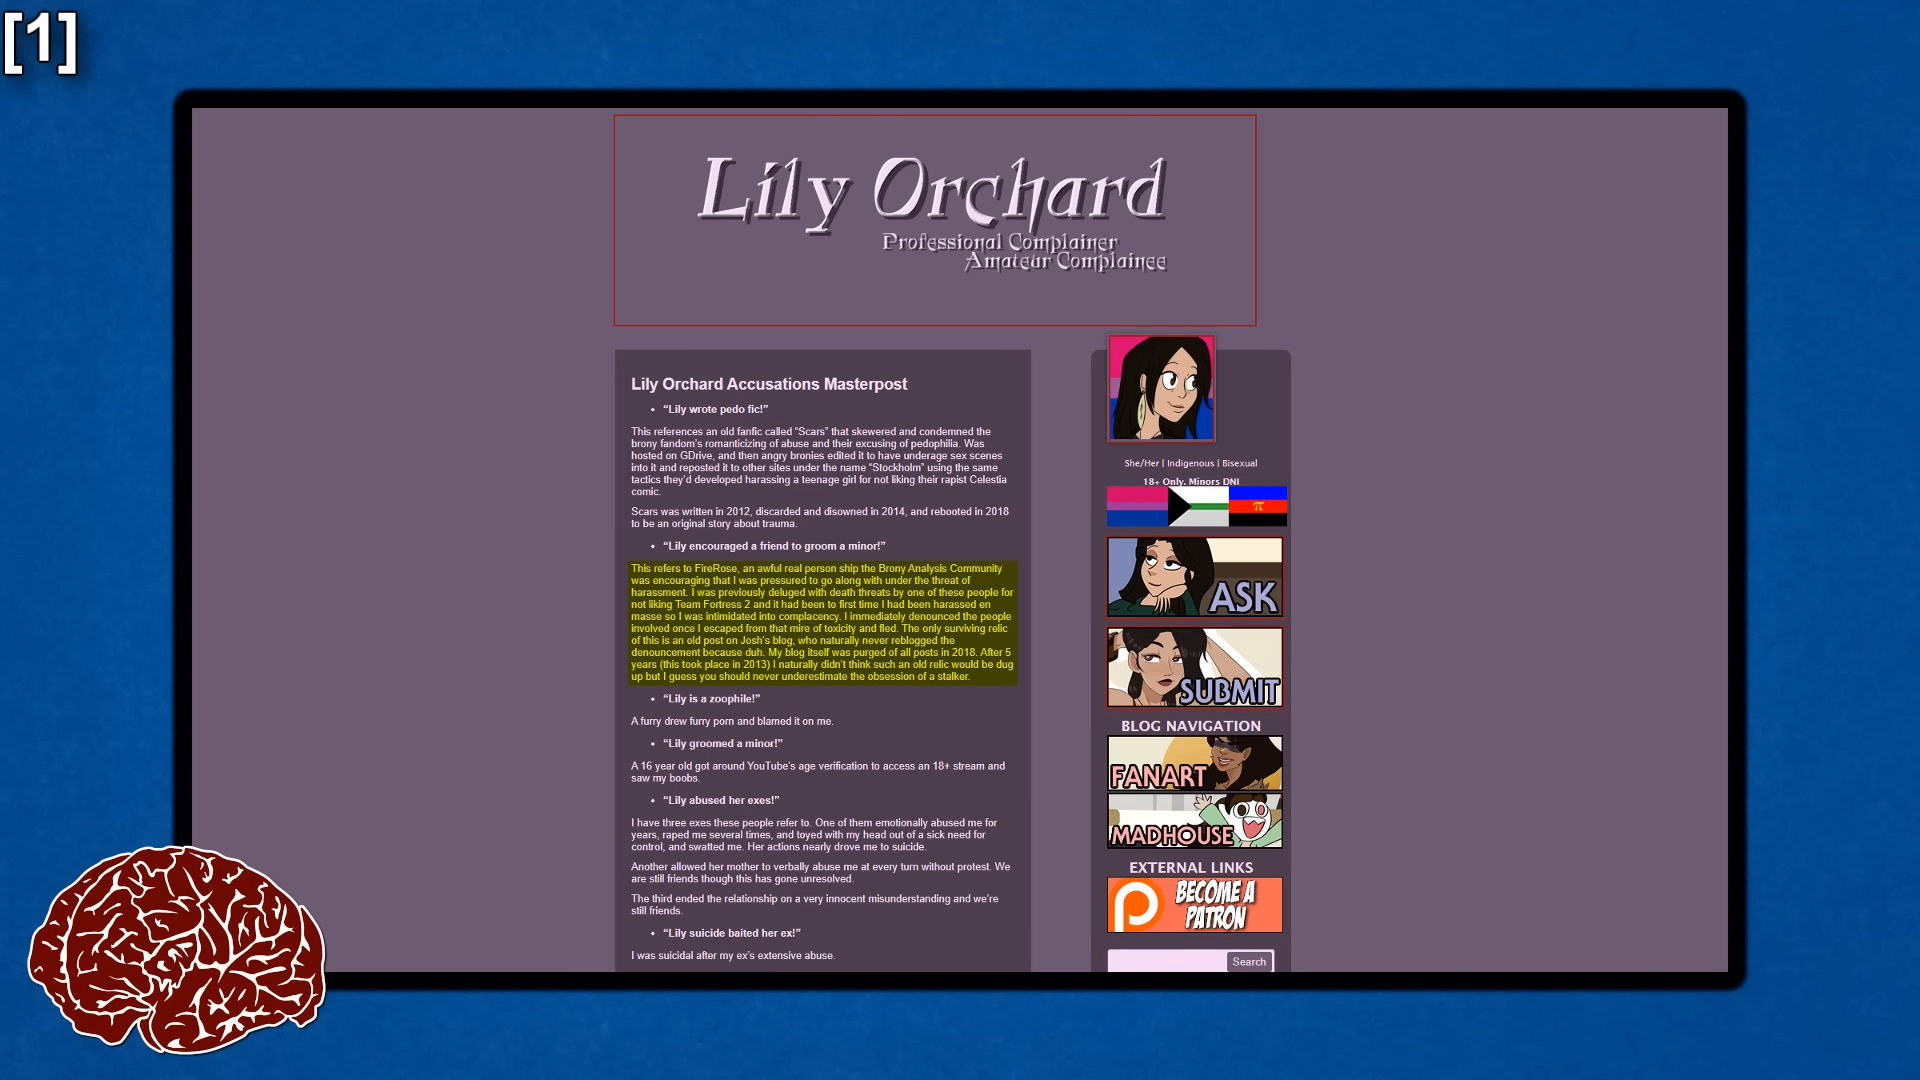 [1]
Lily Orchard
Professional Complainer
Amateur Complainee
Lily Orchard Accusations Masterpost
• “Lily wrote pedo fic!”
This references an old fanfic called “Scars” that skewered and condemned the
brony fandom's romanticizing of abuse and their excusing of pedophilia. Was
hosted on GDrive, and then angry bronies edited it to have underage sex scenes
into it and reposted it to other sites under the name “Stockholm” using the same
tactics they'd developed harassing a teenage girl for not liking their rapist Celestia
comic.
Scars was written in 2012, discarded and disowned in 2014, and rebooted in 2018
to be an original story about trauma.
• “Lily encouraged a friend to groom a minor!”
This refers to FireRose, an awful real person ship the Brony Analysis Community
was encouraging that I was pressured to go along with under the threat of
harassment. I was previously deluged with death threats by one of these people for
not liking Team Fortress 2 and it had been to first time I had been harassed en
masse so I was intimidated into complacency. I immediately denounced the people
involved once I escaped from that mire of toxicity and fled. The only surviving relic
of this is an old post on Josh's blog, who naturally never reblogged the
denouncement because duh. My blog itself was purged of all posts in 2018. After 5
years (this took place in 2013) I naturally didn't think such an old relic would be dug
up but I guess you should never underestimate the obsession of a stalker.
• “Lily is a zoophile!”
A furry drew furry porn and blamed it on me.
• “Lily groomed a minor!”
A 16 year old got around YouTube's age verification to access an 18+ stream and
saw my boobs.
• “Lily abused her exes!”
I have three exes these people refer to. One of them emotionally abused me for
years, raped me several times, and toyed with my head out of a sick need for
control, and swatted me. Her actions nearly drove me to suicide.
Another allowed her mother to verbally abuse me at every turn without protest. We
are still friends though this has gone unresolved.
The third ended the relationship on a very innocent misunderstanding and we're
still friends.
• “Lily suicide baited her ex!”
I was suicidal after my ex's extensive abuse.
She/Her | Indigenous | Bisexual
18+ Only. Minors DNI
π
ASK
SUBMIT
BLOG NAVIGATION
FANART
MADHOUSE
EXTERNAL LINKS
BECOME A
PATRON
Search